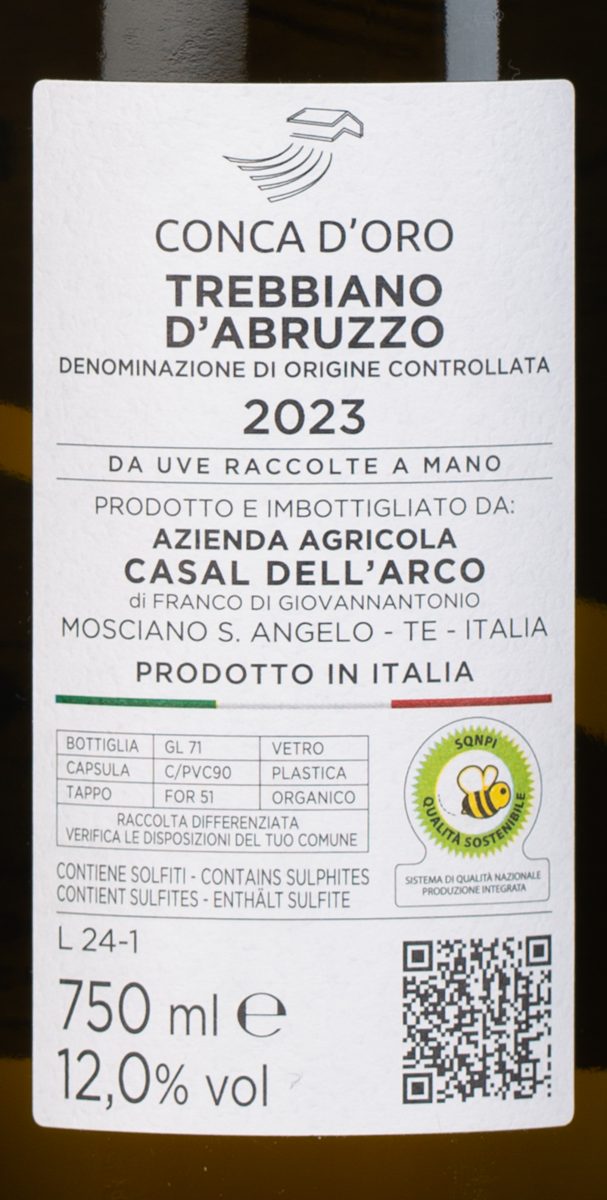 CONCA D'ORO
TREBBIANO
D'ABRUZZO
DENOMINAZIONE DI ORIGINE CONTROLLATA
2023
DA UVE RACCOLTE A MANO
PRODOTTO E IMBOTTIGLIATO DA:
AZIENDA AGRICOLA
CASAL DELL'ARCO
di FRANCO DI GIOVANNANTONIO
MOSCIANO S. ANGELO - TE - ITALIA
PRODOTTO IN ITALIA
BOTTIGLIA GL 71 VETRO
CAPSULA C/PVC90 PLASTICA
TAPPO FOR 51 ORGANICO
RACCOLTA DIFFERENZIATA
VERIFICA LE DISPOSIZIONI DEL TUO COMUNE
SQNPI
QUALITÀ SOSTENIBILE
SISTEMA DI QUALITÀ NAZIONALE
PRODUZIONE INTEGRATA
CONTIENE SOLFITI - CONTAINS SULPHITES
CONTIENT SULFITES - ENTHÄLT SULFITE
L 24-1
750 ml e
12,0% vol